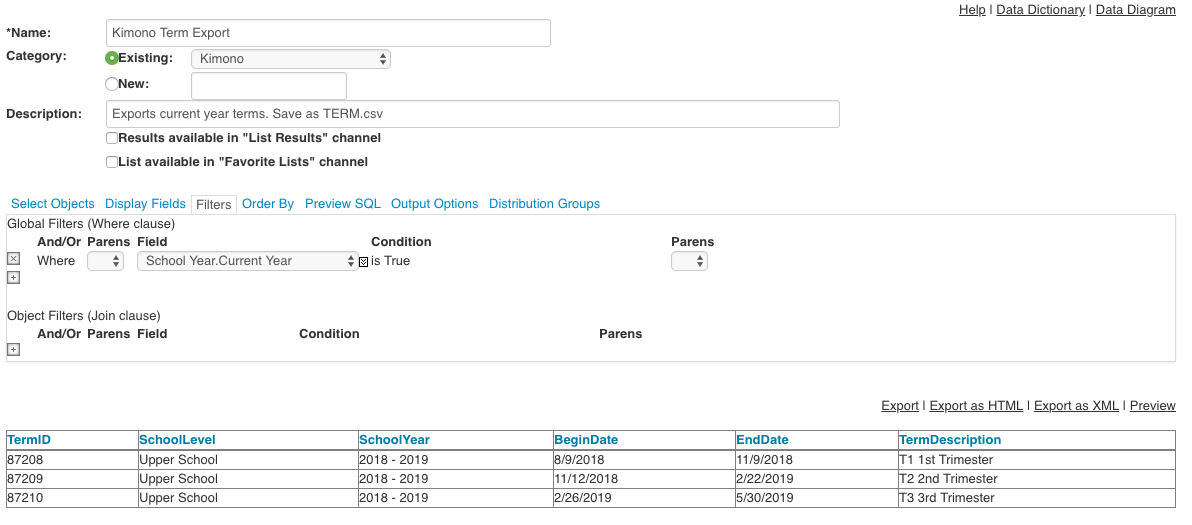 Help | Data Dictionary | Data Diagram
*Name: Kimono Term Export
Category: Existing: Kimono
New:
Description: Exports current year terms. Save as TERM.csv
Results available in "List Results" channel
List available in "Favorite Lists" channel
Select Objects Display Fields Filters Order By Preview SQL Output Options Distribution Groups
Global Filters (Where clause)
And/Or Parens Field Condition Parens
Where School Year.Current Year is True
Object Filters (Join clause)
And/Or Parens Field Condition Parens
Export | Export as HTML | Export as XML | Preview
TermID SchoolLevel SchoolYear BeginDate EndDate TermDescription
87208 Upper School 2018 - 2019 8/9/2018 11/9/2018 T1 1st Trimester
87209 Upper School 2018 - 2019 11/12/2018 2/22/2019 T2 2nd Trimester
87210 Upper School 2018 - 2019 2/26/2019 5/30/2019 T3 3rd Trimester